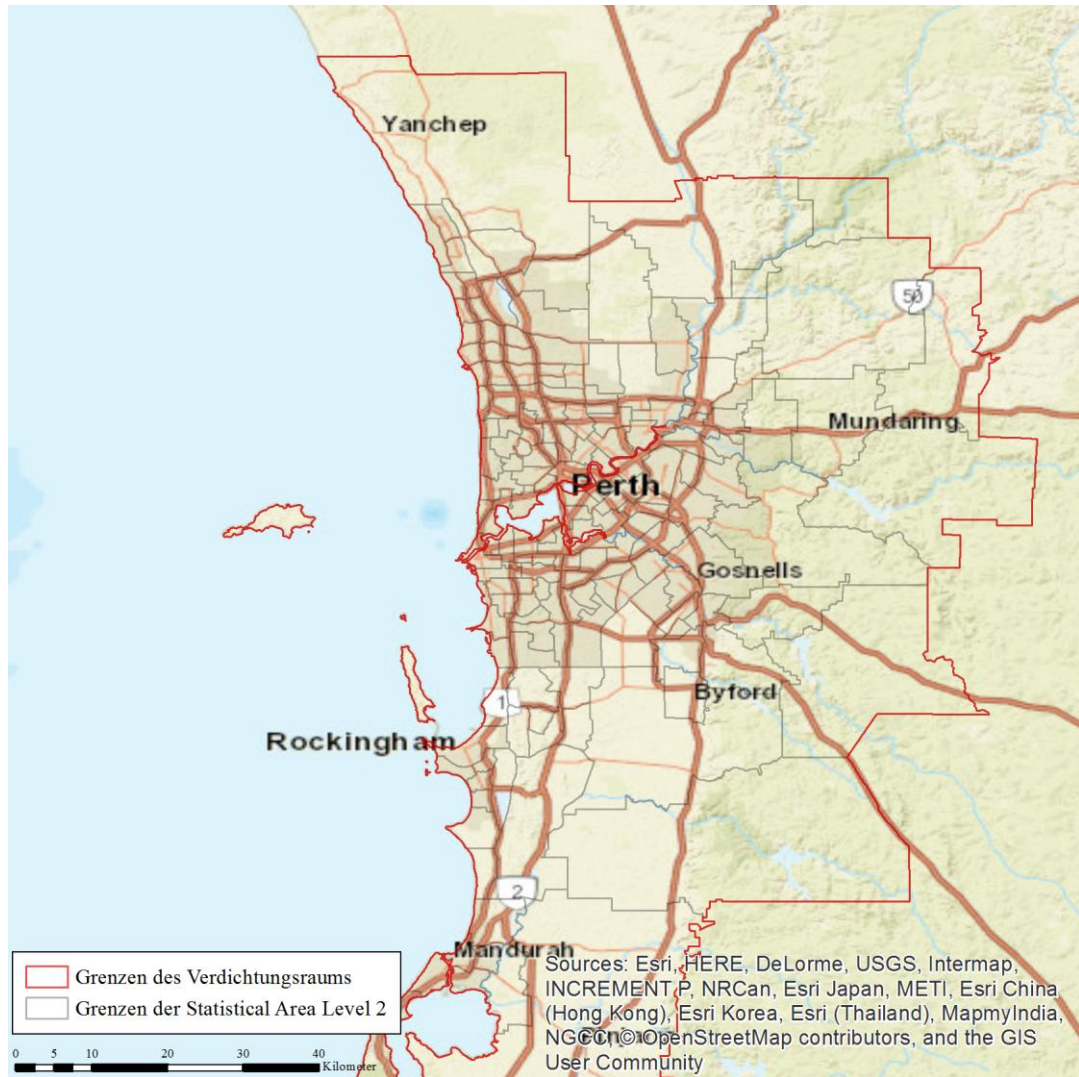 Yanchep
50
Mundaring
Perth
Gosnells
Byford
1
Rockingham
2
Mandurah
Grenzen des Verdichtungsraums
Grenzen der Statistical Area Level 2
0 5 10 20 30 40
Kilometer
Sources: Esri, HERE, DeLorme, USGS, Intermap,
INCREMENT P, NRCan, Esri Japan, METI, Esri China
(Hong Kong), Esri Korea, Esri (Thailand), MapmyIndia,
NGCC, © OpenStreetMap contributors, and the GIS
User Community